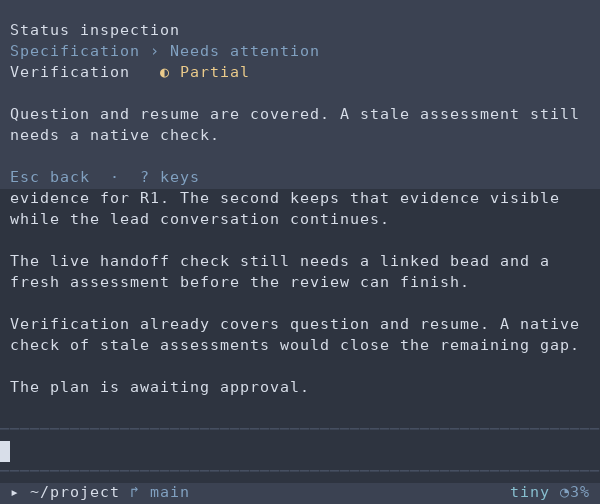 Status inspection
Specification › Needs attention
Verification   ◐ Partial
Question and resume are covered. A stale assessment still
needs a native check.
Esc back  ·  ? keys
evidence for R1. The second keeps that evidence visible
while the lead conversation continues.
The live handoff check still needs a linked bead and a
fresh assessment before the review can finish.
Verification already covers question and resume. A native
check of stale assessments would close the remaining gap.
The plan is awaiting approval.
▸ ~/project ↱ main tiny ◔3%